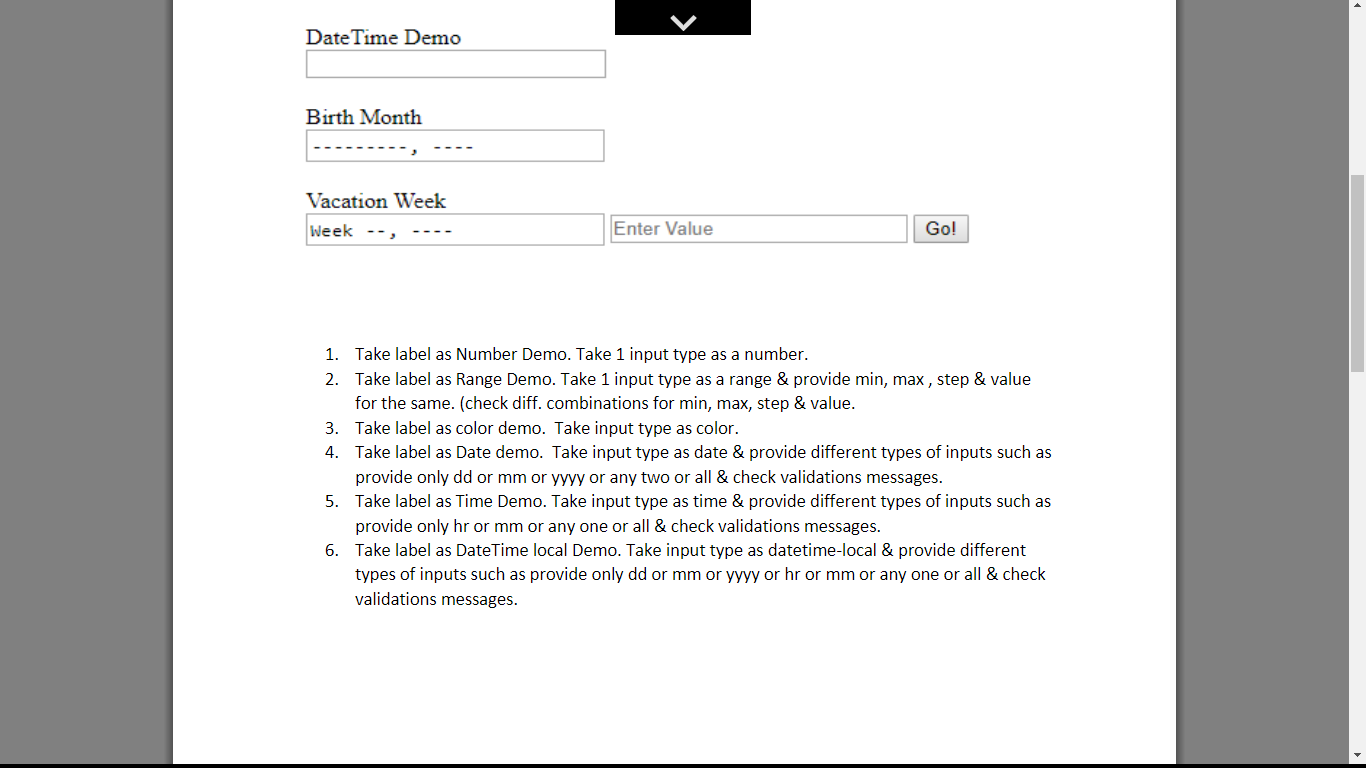 DateTime Demo
Birth Month
---------, ----
Vacation Week
Week --, ---- Enter Value Go!
1. Take label as Number Demo. Take 1 input type as a number.
2. Take label as Range Demo. Take 1 input type as a range & provide min, max , step & value
for the same. (check diff. combinations for min, max, step & value.
3. Take label as color demo.  Take input type as color.
4. Take label as Date demo.  Take input type as date & provide different types of inputs such as
provide only dd or mm or yyyy or any two or all & check validations messages.
5. Take label as Time Demo. Take input type as time & provide different types of inputs such as
provide only hr or mm or any one or all & check validations messages.
6. Take label as DateTime local Demo. Take input type as datetime-local & provide different
types of inputs such as provide only dd or mm or yyyy or hr or mm or any one or all & check
validations messages.